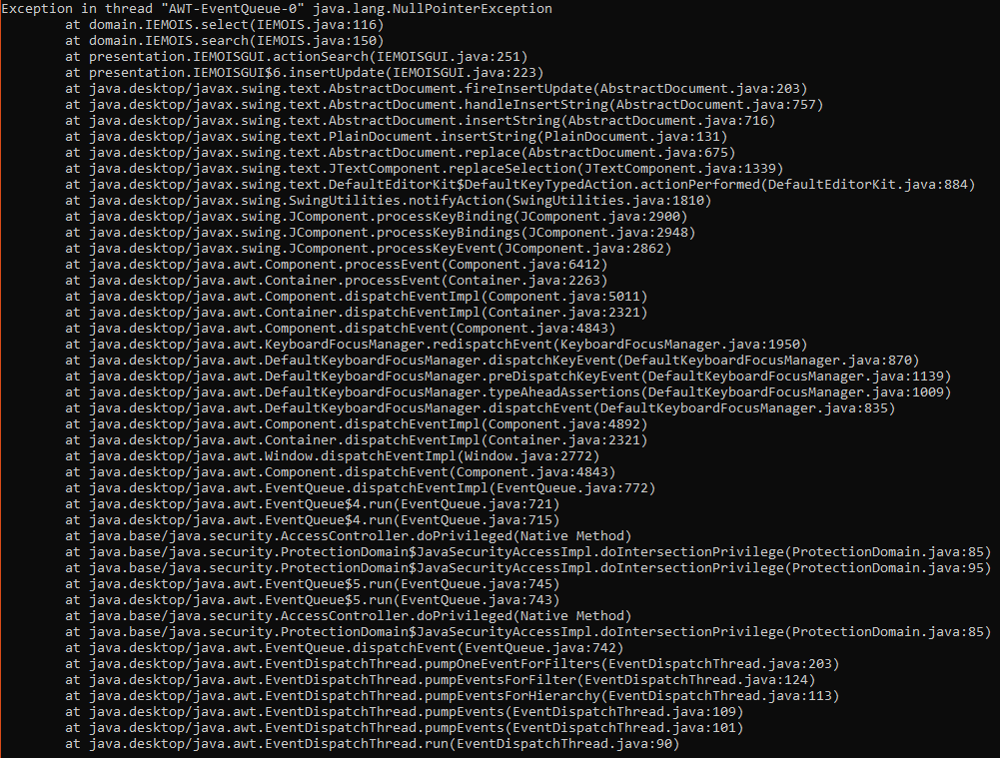 Exception in thread "AWT-EventQueue-0" java.lang.NullPointerException
at domain.IEMOIS.select(IEMOIS.java:116)
at domain.IEMOIS.search(IEMOIS.java:150)
at presentation.IEMOISGUI.actionSearch(IEMOISGUI.java:251)
at presentation.IEMOISGUI$6.insertUpdate(IEMOISGUI.java:223)
at java.desktop/javax.swing.text.AbstractDocument.fireInsertUpdate(AbstractDocument.java:203)
at java.desktop/javax.swing.text.AbstractDocument.handleInsertString(AbstractDocument.java:757)
at java.desktop/javax.swing.text.AbstractDocument.insertString(AbstractDocument.java:716)
at java.desktop/javax.swing.text.PlainDocument.insertString(PlainDocument.java:131)
at java.desktop/javax.swing.text.AbstractDocument.replace(AbstractDocument.java:675)
at java.desktop/javax.swing.text.JTextComponent.replaceSelection(JTextComponent.java:1339)
at java.desktop/javax.swing.text.DefaultEditorKit$DefaultKeyTypedAction.actionPerformed(DefaultEditorKit.java:884)
at java.desktop/javax.swing.SwingUtilities.notifyAction(SwingUtilities.java:1810)
at java.desktop/javax.swing.JComponent.processKeyBinding(JComponent.java:2900)
at java.desktop/javax.swing.JComponent.processKeyBindings(JComponent.java:2948)
at java.desktop/javax.swing.JComponent.processKeyEvent(JComponent.java:2862)
at java.desktop/java.awt.Component.processEvent(Component.java:6412)
at java.desktop/java.awt.Container.processEvent(Container.java:2263)
at java.desktop/java.awt.Component.dispatchEventImpl(Component.java:5011)
at java.desktop/java.awt.Container.dispatchEventImpl(Container.java:2321)
at java.desktop/java.awt.Component.dispatchEvent(Component.java:4843)
at java.desktop/java.awt.KeyboardFocusManager.redispatchEvent(KeyboardFocusManager.java:1950)
at java.desktop/java.awt.DefaultKeyboardFocusManager.dispatchKeyEvent(DefaultKeyboardFocusManager.java:870)
at java.desktop/java.awt.DefaultKeyboardFocusManager.preDispatchKeyEvent(DefaultKeyboardFocusManager.java:1139)
at java.desktop/java.awt.DefaultKeyboardFocusManager.typeAheadAssertions(DefaultKeyboardFocusManager.java:1009)
at java.desktop/java.awt.DefaultKeyboardFocusManager.dispatchEvent(DefaultKeyboardFocusManager.java:835)
at java.desktop/java.awt.Component.dispatchEventImpl(Component.java:4892)
at java.desktop/java.awt.Container.dispatchEventImpl(Container.java:2321)
at java.desktop/java.awt.Window.dispatchEventImpl(Window.java:2772)
at java.desktop/java.awt.Component.dispatchEvent(Component.java:4843)
at java.desktop/java.awt.EventQueue.dispatchEventImpl(EventQueue.java:772)
at java.desktop/java.awt.EventQueue$4.run(EventQueue.java:721)
at java.desktop/java.awt.EventQueue$4.run(EventQueue.java:715)
at java.base/java.security.AccessController.doPrivileged(Native Method)
at java.base/java.security.ProtectionDomain$JavaSecurityAccessImpl.doIntersectionPrivilege(ProtectionDomain.java:85)
at java.base/java.security.ProtectionDomain$JavaSecurityAccessImpl.doIntersectionPrivilege(ProtectionDomain.java:95)
at java.desktop/java.awt.EventQueue$5.run(EventQueue.java:745)
at java.desktop/java.awt.EventQueue$5.run(EventQueue.java:743)
at java.base/java.security.AccessController.doPrivileged(Native Method)
at java.base/java.security.ProtectionDomain$JavaSecurityAccessImpl.doIntersectionPrivilege(ProtectionDomain.java:85)
at java.desktop/java.awt.EventQueue.dispatchEvent(EventQueue.java:742)
at java.desktop/java.awt.EventDispatchThread.pumpOneEventForFilters(EventDispatchThread.java:203)
at java.desktop/java.awt.EventDispatchThread.pumpEventsForFilter(EventDispatchThread.java:124)
at java.desktop/java.awt.EventDispatchThread.pumpEventsForHierarchy(EventDispatchThread.java:113)
at java.desktop/java.awt.EventDispatchThread.pumpEvents(EventDispatchThread.java:109)
at java.desktop/java.awt.EventDispatchThread.pumpEvents(EventDispatchThread.java:101)
at java.desktop/java.awt.EventDispatchThread.run(EventDispatchThread.java:90)